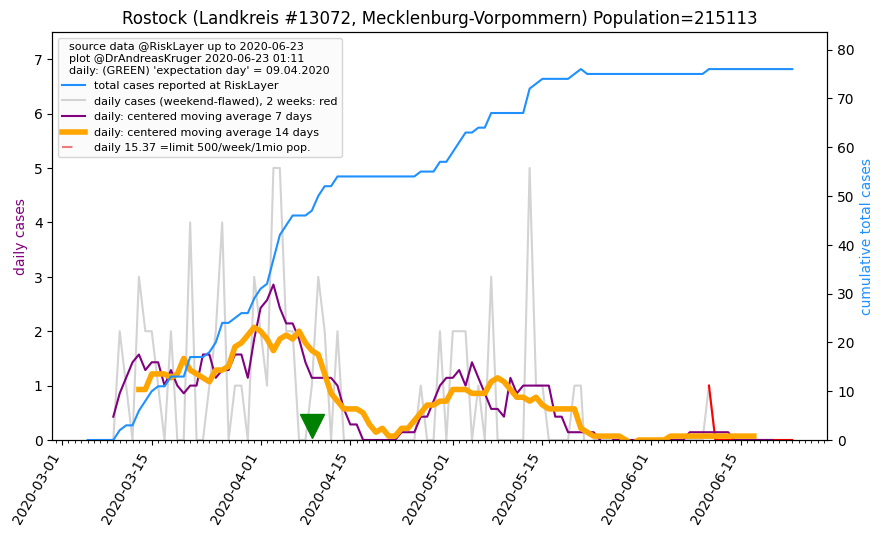 Rostock (Landkreis #13072, Mecklenburg-Vorpommern) Population=215113
source data @RiskLayer up to 2020-06-23
plot @DrAndreasKruger 2020-06-23 01:11
daily: (GREEN) 'expectation day' = 09.04.2020
total cases reported at RiskLayer
daily cases (weekend-flawed), 2 weeks: red
daily: centered moving average 7 days
daily: centered moving average 14 days
daily 15.37 =limit 500/week/1mio pop.
daily cases
7
6
5
4
3
2
1
0
80
70
60
50
40
30
20
10
0
cumulative total cases
2020-03-01
2020-03-15
2020-04-01
2020-04-15
2020-05-01
2020-05-15
2020-06-01
2020-06-15